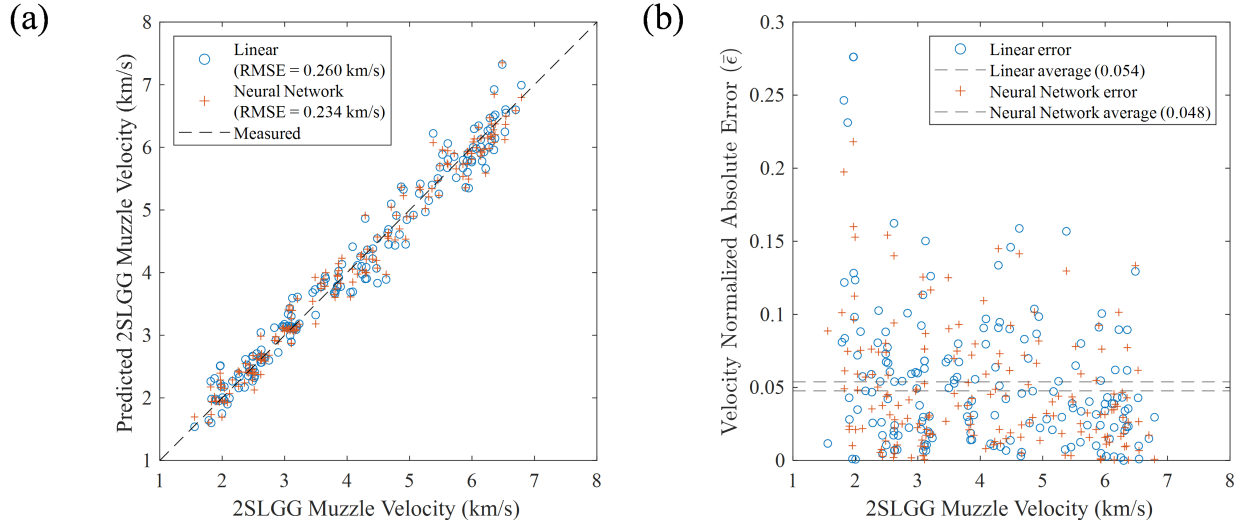 (a)
Predicted 2SLGG Muzzle Velocity (km/s)
8
7
6
5
4
3
2
1
Linear
(RMSE = 0.260 km/s)
Neural Network
(RMSE = 0.234 km/s)
Measured
1 2 3 4 5 6 7 8
2SLGG Muzzle Velocity (km/s)
(b)
Velocity Normalized Absolute Error (ε̄)
0.3
0.25
0.2
0.15
0.1
0.05
0
Linear error
Linear average (0.054)
Neural Network error
Neural Network average (0.048)
1 2 3 4 5 6 7 8
2SLGG Muzzle Velocity (km/s)